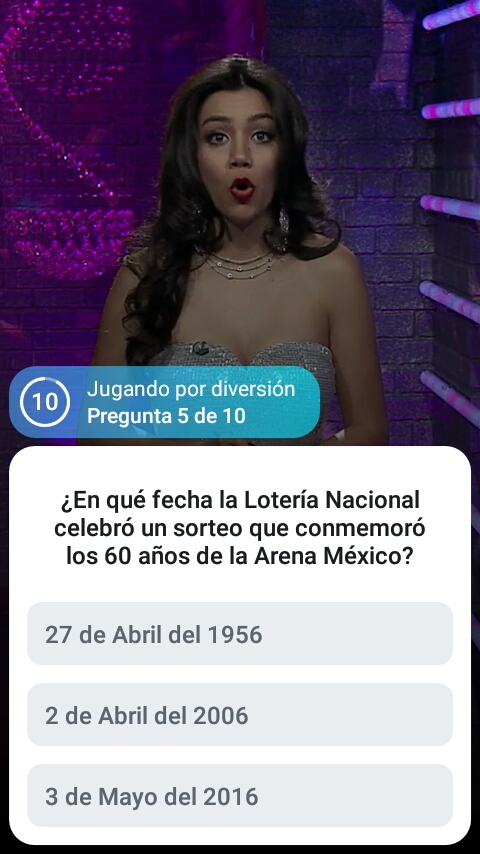 10
Jugando por diversión
Pregunta 5 de 10
¿En qué fecha la Lotería Nacional
celebró un sorteo que conmemoró
los 60 años de la Arena México?
27 de Abril del 1956
2 de Abril del 2006
3 de Mayo del 2016